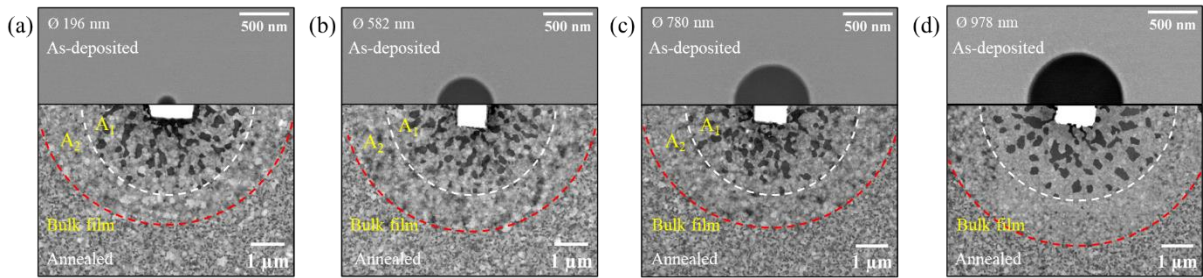 (a)
Ø 196 nm
500 nm
As-deposited
A1
A2
Bulk film
Annealed
1 µm
(b)
Ø 582 nm
500 nm
As-deposited
A1
A2
Bulk film
Annealed
1 µm
(c)
Ø 780 nm
500 nm
As-deposited
A1
A2
Bulk film
Annealed
1 µm
(d)
Ø 978 nm
500 nm
As-deposited
A1
A2
Bulk film
Annealed
1 µm